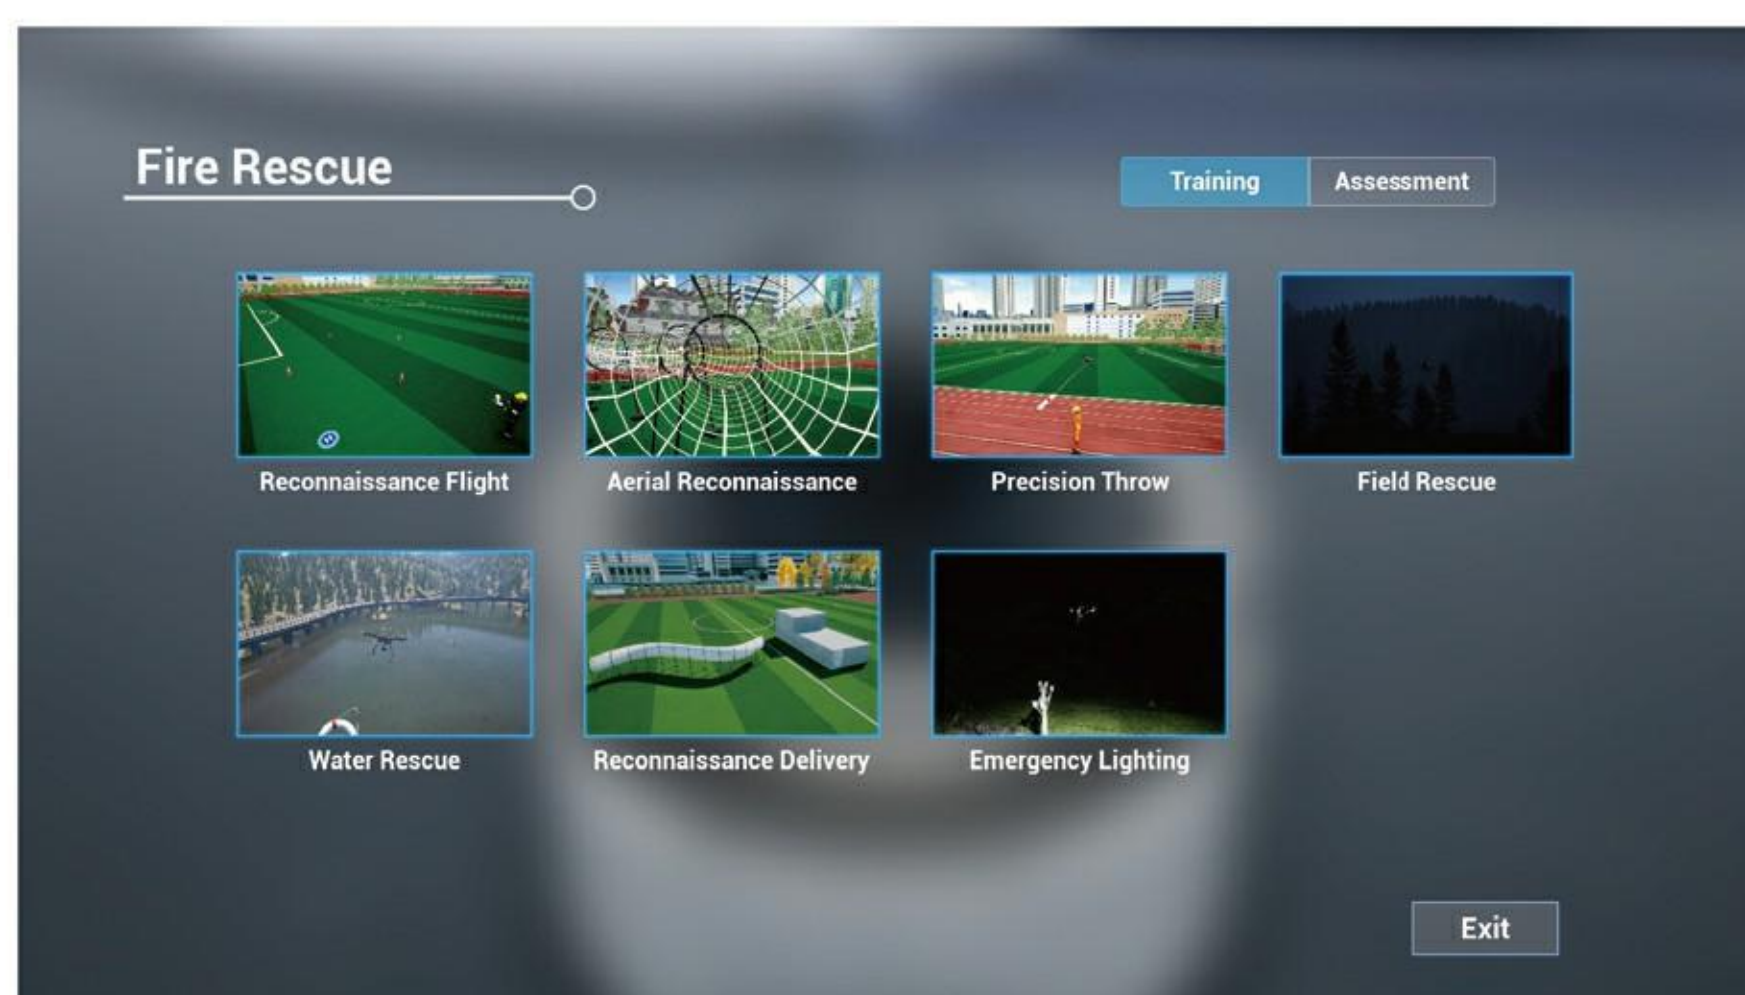 Fire Rescue
Training Assessment
Reconnaissance Flight
Aerial Reconnaissance
Precision Throw
Field Rescue
Water Rescue
Reconnaissance Delivery
Emergency Lighting
Exit